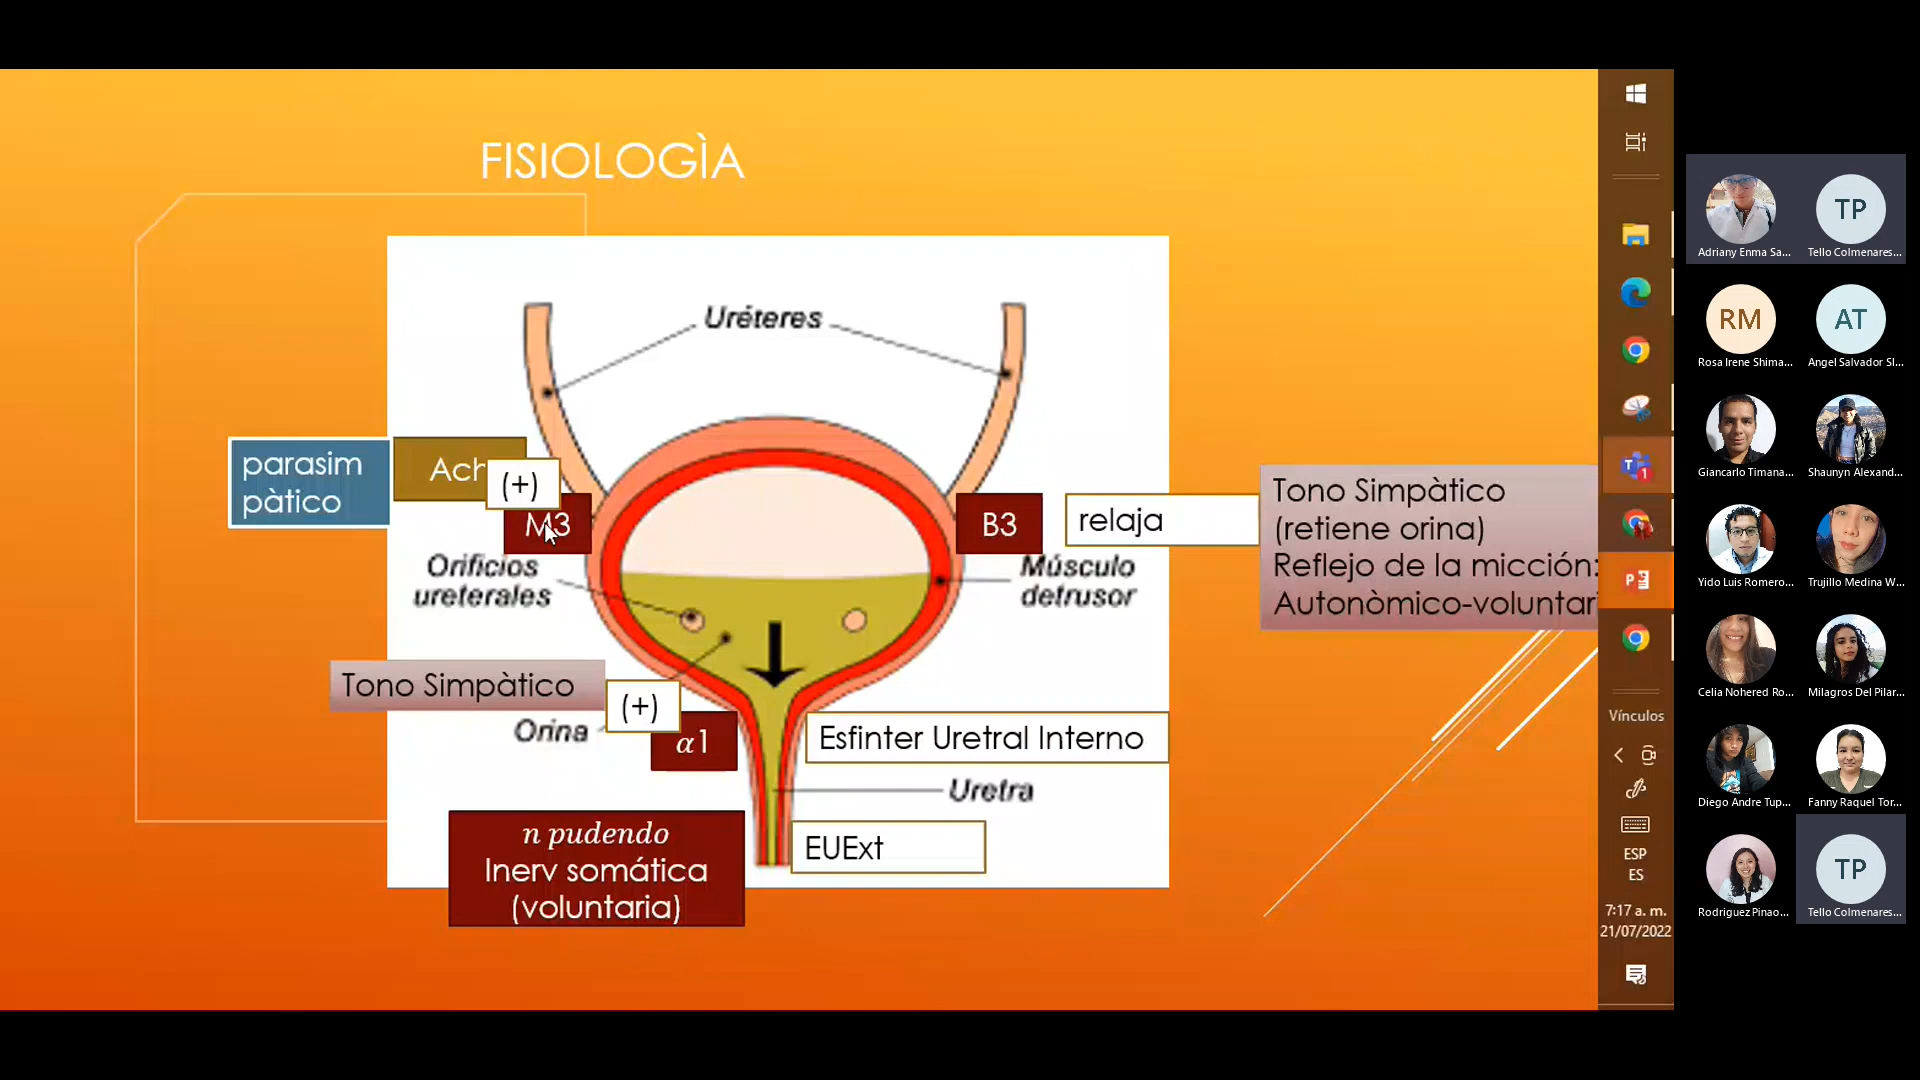 FISIOLOGÌA
Uréteres
parasim
pàtico
Ach
(+)
M3
B3
relaja
Tono Simpàtico
(retiene orina)
Reflejo de la micción:
Autonòmico-voluntari
Orificios
ureterales
Músculo
detrusor
Tono Simpàtico
(+)
Orina
α1
Esfinter Uretral Interno
Uretra
n pudendo
Inerv somática
(voluntaria)
EUExt
1
Vínculos
ESP
ES
7:17 a. m.
21/07/2022
Adriany Enma Sa...
TP
Tello Colmenares...
RM
Rosa Irene Shima...
AT
Angel Salvador Sl...
Giancarlo Timana...
Shaunyn Alexand...
Yido Luis Romero...
Trujillo Medina W...
Celia Nohered Ro...
Milagros Del Pilar...
Diego Andre Tup...
Fanny Raquel Tor...
Rodriguez Pinao...
TP
Tello Colmenares...